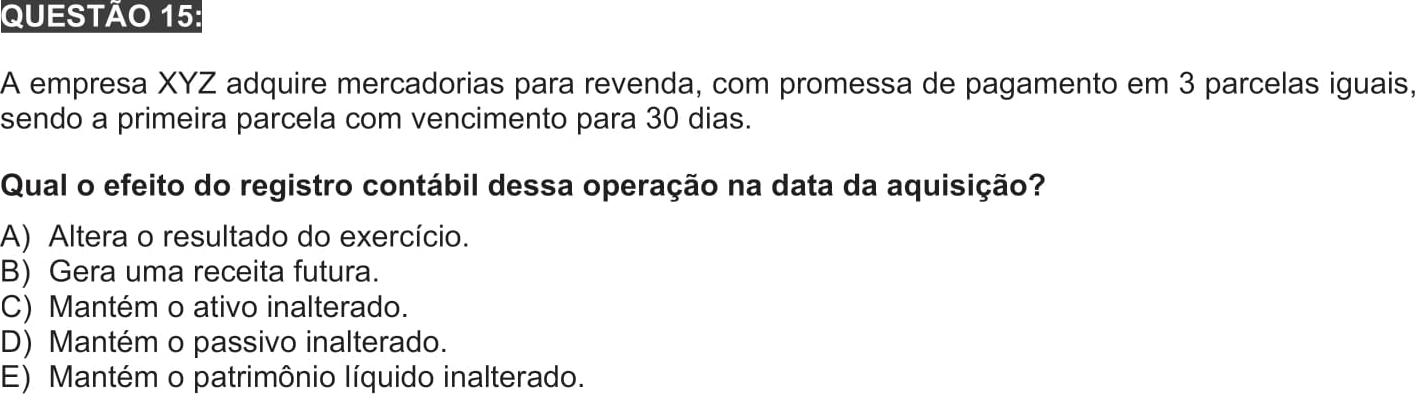 QUESTÃO 15:
A empresa XYZ adquire mercadorias para revenda, com promessa de pagamento em 3 parcelas iguais,
sendo a primeira parcela com vencimento para 30 dias.
Qual o efeito do registro contábil dessa operação na data da aquisição?
A) Altera o resultado do exercício.
B) Gera uma receita futura.
C) Mantém o ativo inalterado.
D) Mantém o passivo inalterado.
E) Mantém o patrimônio líquido inalterado.